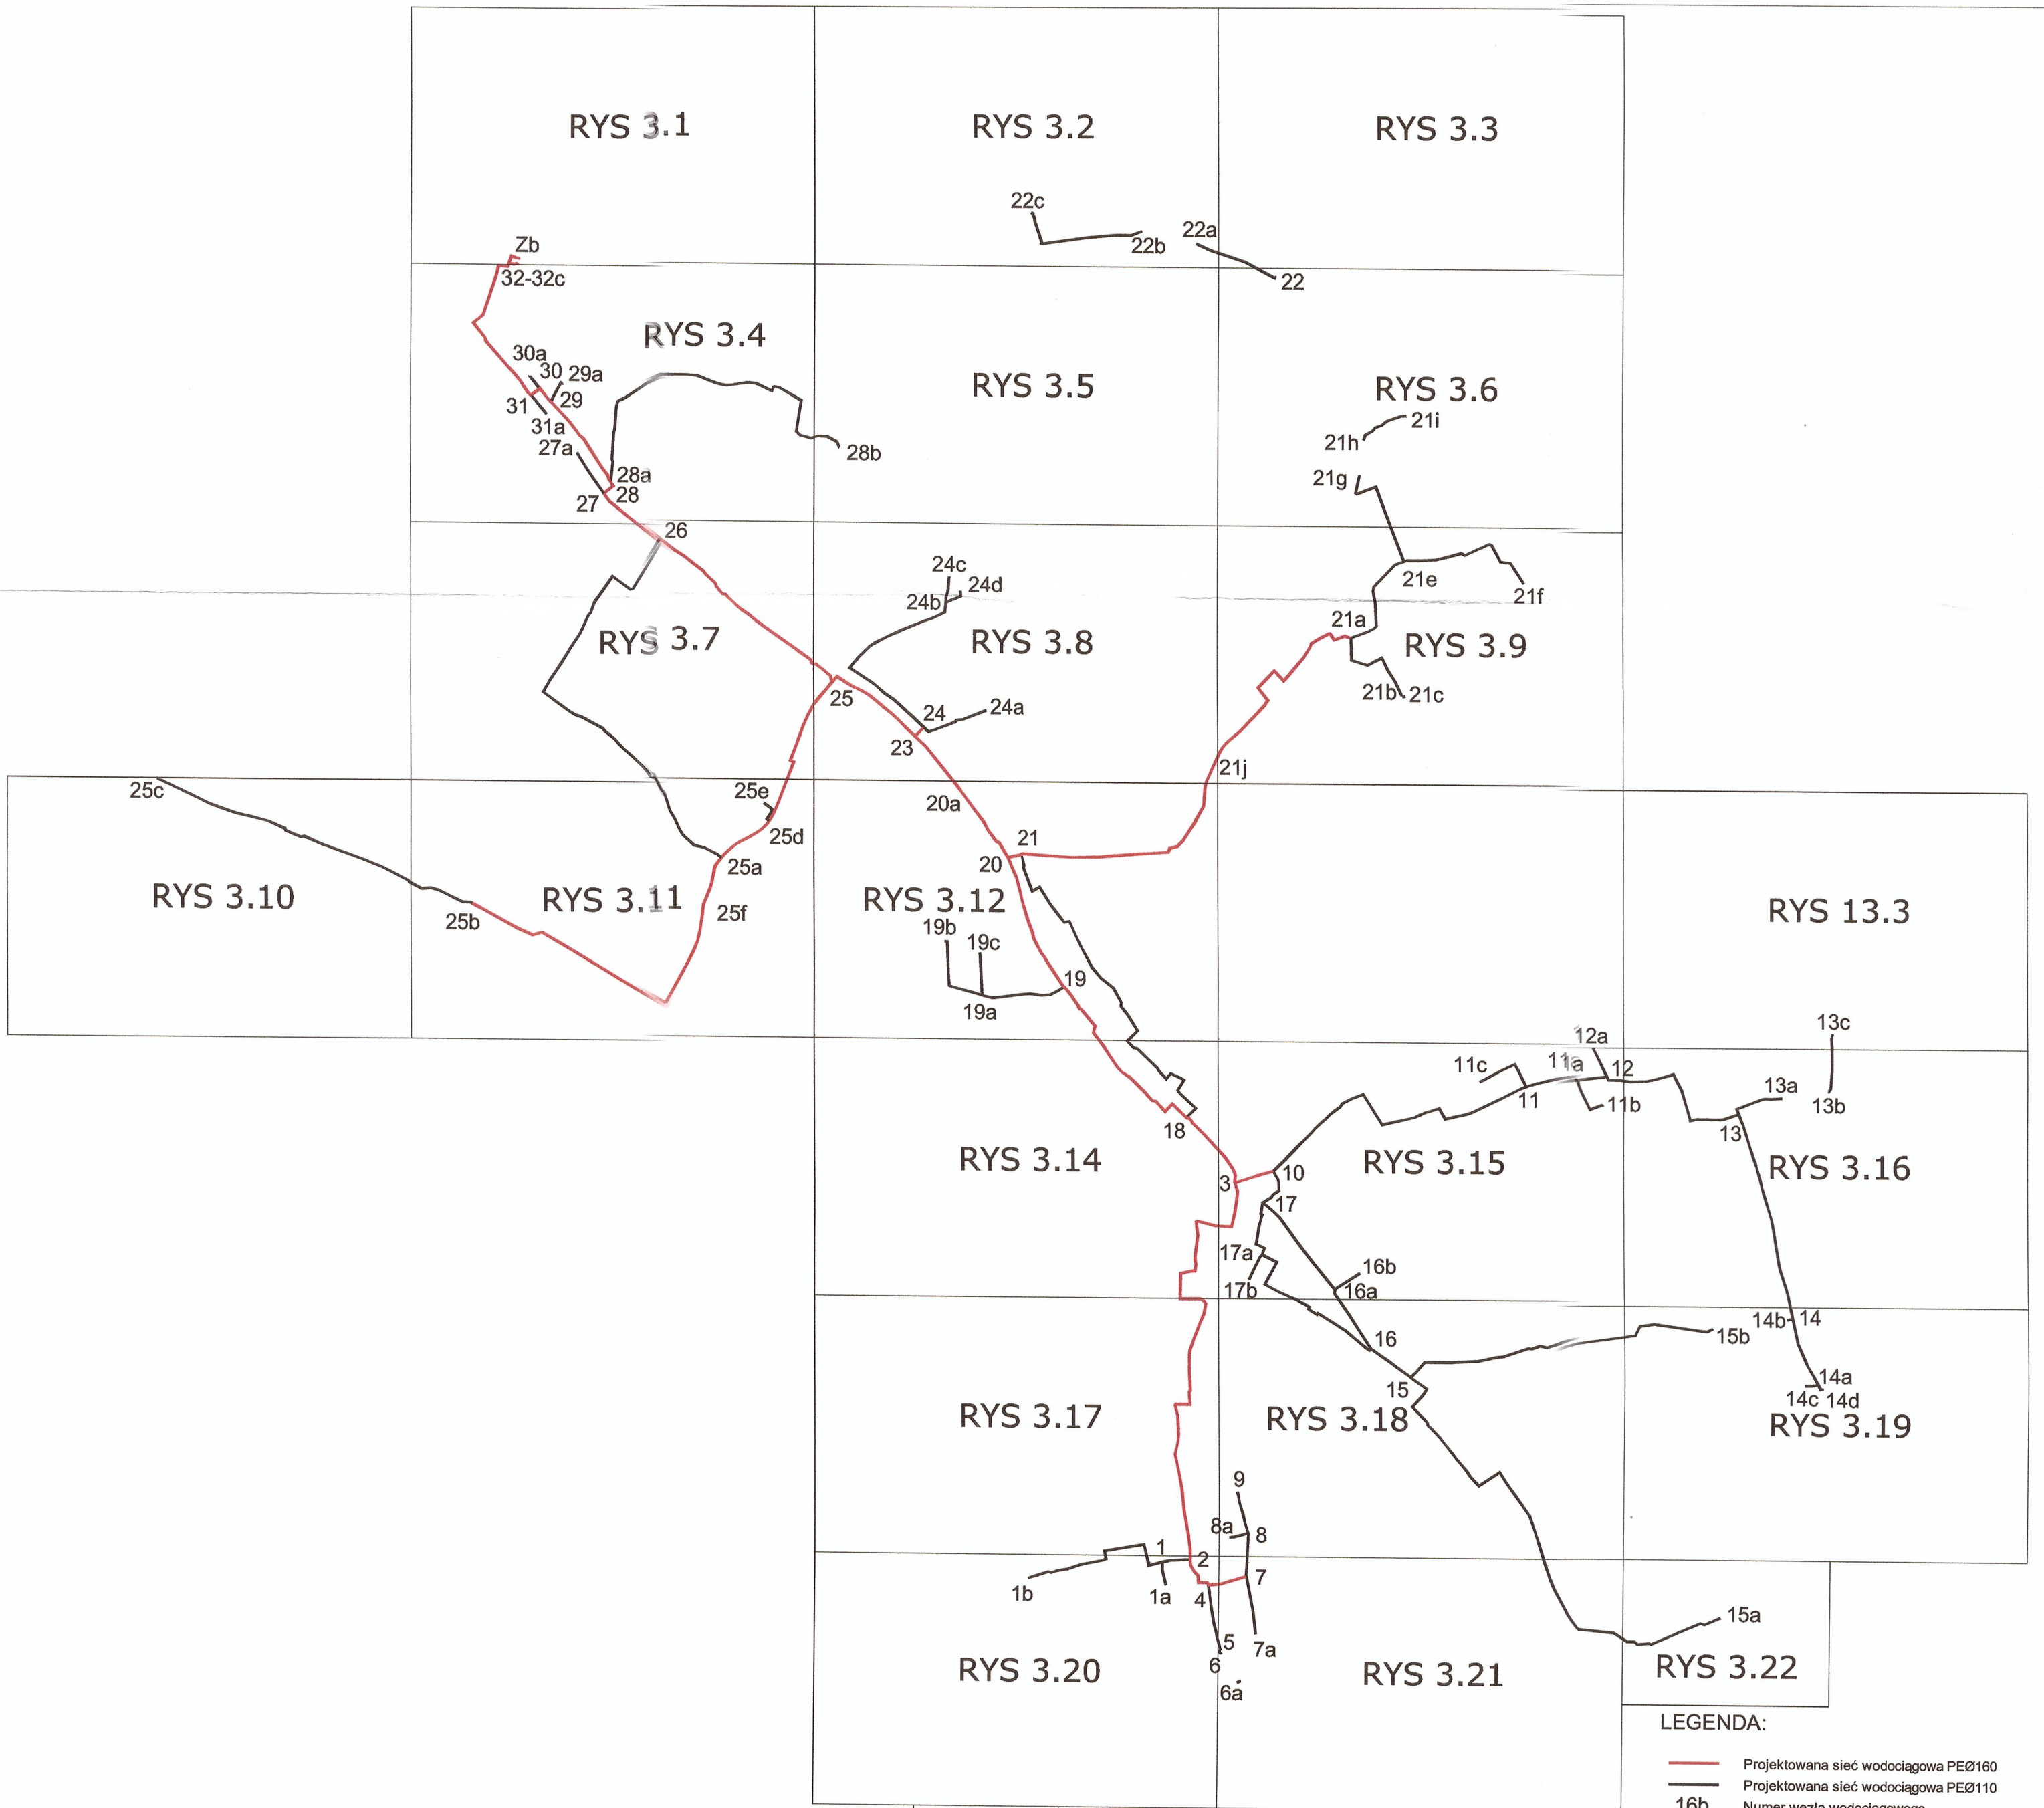 RYS 3.1
RYS 3.2
RYS 3.3
22c
22b
22a
22
Zb
32-32c
RYS 3.4
RYS 3.5
RYS 3.6
30a
30
29a
29
31
31a
27a
28a
28
27
28b
21i
21h
21g
26
24c
24d
24b
21e
21f
21a
RYS 3.7
RYS 3.8
RYS 3.9
21b
21c
25
24
24a
23
21j
25c
25e
25d
20a
21
20
25a
25f
25b
RYS 3.10
RYS 3.11
RYS 3.12
RYS 13.3
19b
19c
19
19a
13c
12a
11c
11a
12
11
11b
13a
13b
13
18
RYS 3.14
RYS 3.15
RYS 3.16
3
10
17
17a
17b
16b
16a
16
14b
14
15b
15
14a
14c
14d
RYS 3.17
RYS 3.18
RYS 3.19
9
8a
8
1
2
7
1b
1a
4
5
6
7a
6a
15a
RYS 3.20
RYS 3.21
RYS 3.22
LEGENDA:
Projektowana sieć wodociągowa PEØ160
Projektowana sieć wodociągowa PEØ110
16b Numer węzła wodociągowego